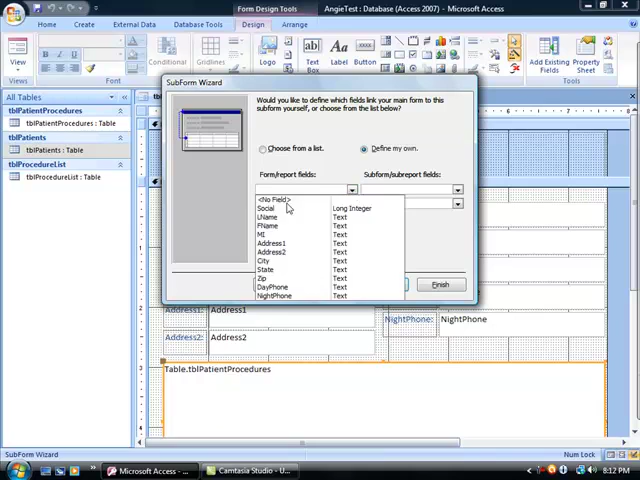 Form Design Tools
AngieTest : Database (Access 2007) - Microsoft Access
Home
Create
External Data
Database Tools
Design
Arrange
View
Views
Font
Gridlines
Logo
Text
Box
Label
Button
Controls
Add Existing
Fields
Tools
All Tables
tblPatientProcedures
tblPatientProcedures : Table
tblPatients
tblPatients : Table
tblProcedureList
tblProcedureList : Table
SubForm Wizard
Would you like to define which fields link your main form to this
subform yourself, or choose from the list below?
Choose from a list.
Define my own.
Form/report fields:
Subform/subreport fields:
<No Field>
Social Long Integer
LName Text
FName Text
MI Text
Address1 Text
Address2 Text
City Text
State Text
Zip Text
DayPhone Text
NightPhone Text
Finish
Address1: Address1
NightPhone: NightPhone
Address2: Address2
Table.tblPatientProcedures
SubForm Wizard
Num Lock
Microsoft Access - ...
Camtasia Studio - U...
8:12 PM